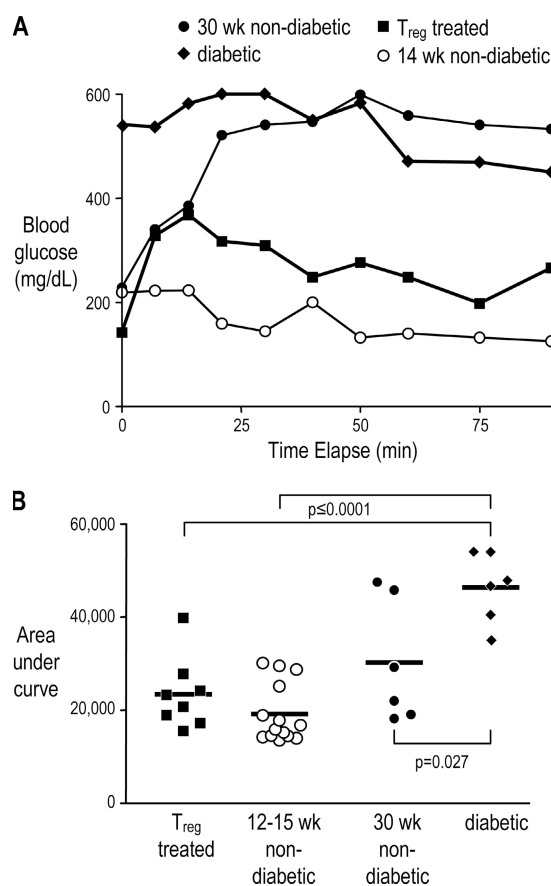 A
30 wk non-diabetic
T_reg treated
diabetic
14 wk non-diabetic
600
400
200
0
Blood
glucose
(mg/dL)
0
25
50
75
Time Elapse (min)
B
p≤0.0001
60,000
40,000
20,000
0
Area
under
curve
p=0.027
T_reg
treated
12-15 wk
non-
diabetic
30 wk
non-
diabetic
diabetic